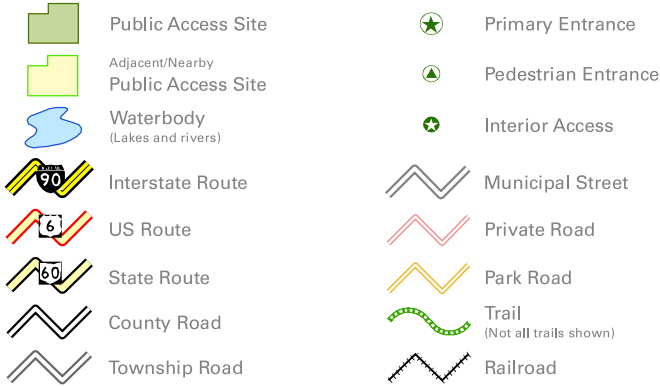 Public Access Site
Adjacent/Nearby
Public Access Site
Waterbody
(Lakes and rivers)
90
Interstate Route
6
US Route
60
State Route
County Road
Township Road
Primary Entrance
Pedestrian Entrance
Interior Access
Municipal Street
Private Road
Park Road
Trail
(Not all trails shown)
Railroad